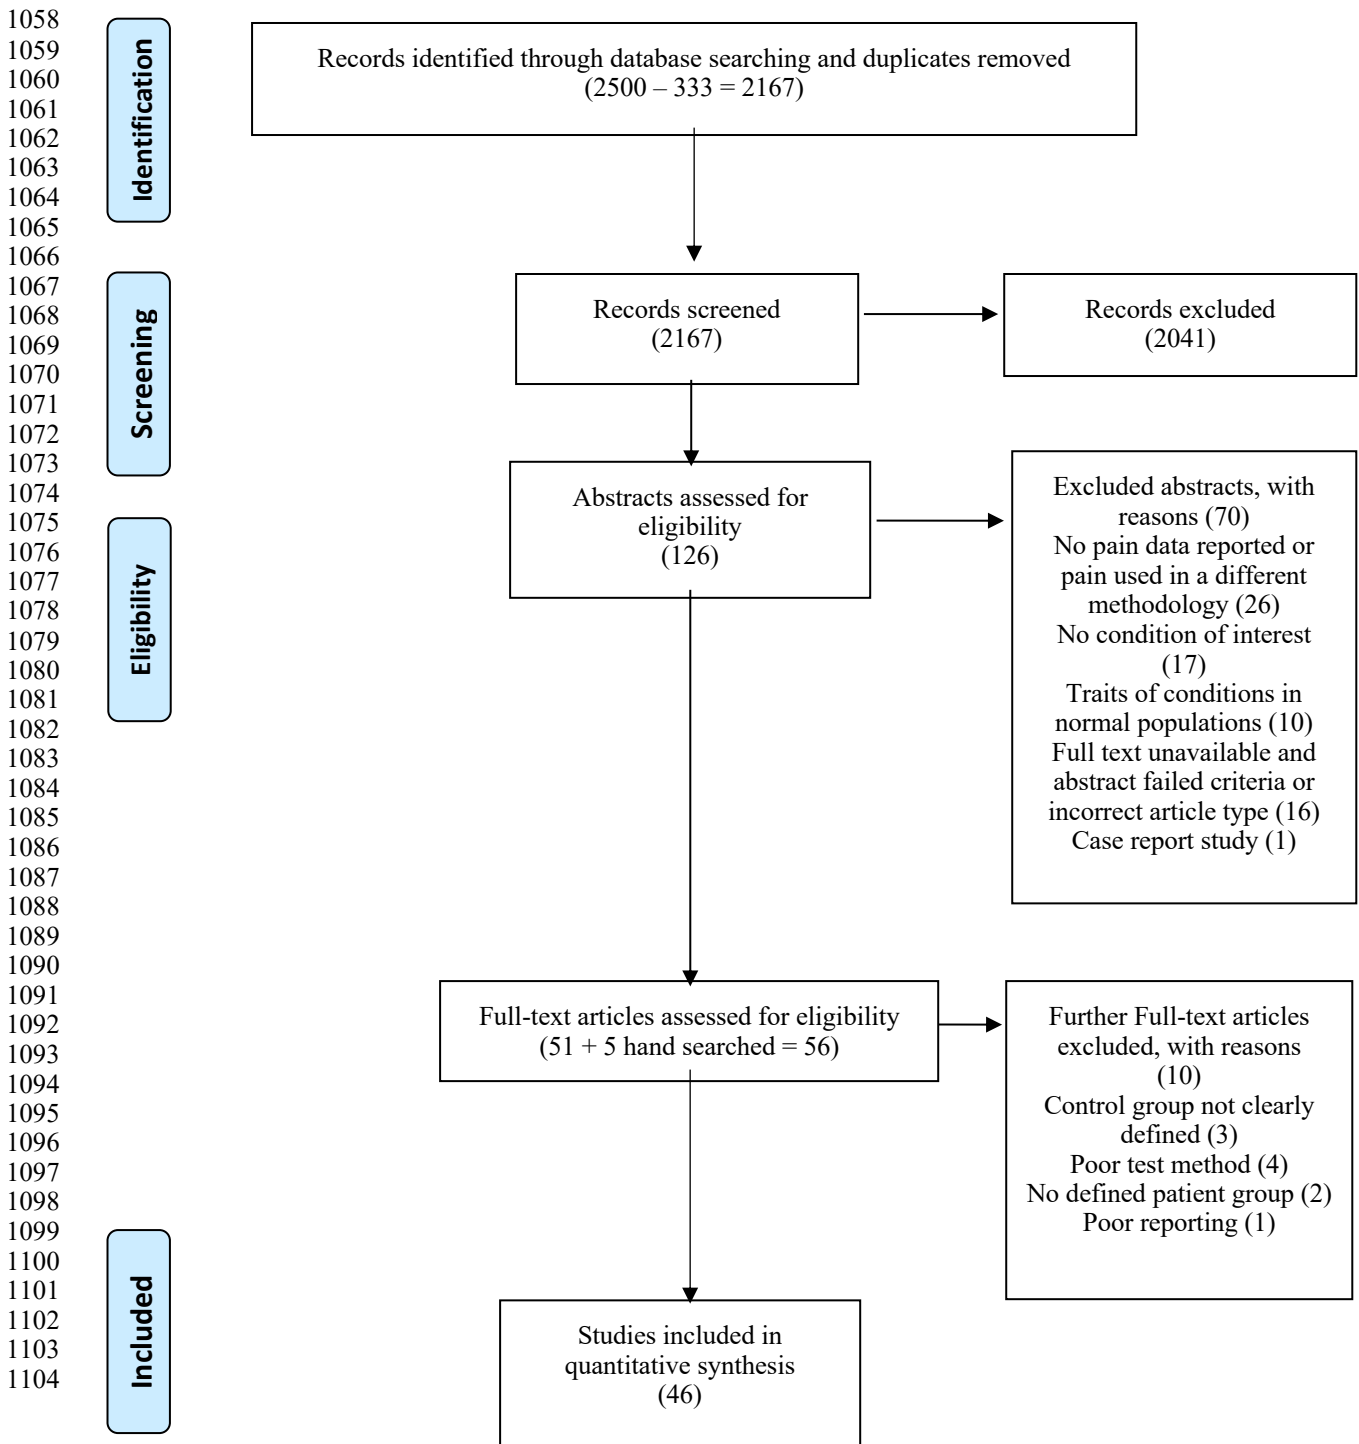 1058
1059
1060
1061
1062
1063
1064
1065
1066
1067
1068
1069
1070
1071
1072
1073
1074
1075
1076
1077
1078
1079
1080
1081
1082
1083
1084
1085
1086
1087
1088
1089
1090
1091
1092
1093
1094
1095
1096
1097
1098
1099
1100
1101
1102
1103
1104
Identification
Records identified through database searching and duplicates removed
(2500 – 333 = 2167)
Screening
Records screened
(2167)
Records excluded
(2041)
Eligibility
Abstracts assessed for
eligibility
(126)
Excluded abstracts, with
reasons (70)
No pain data reported or
pain used in a different
methodology (26)
No condition of interest
(17)
Traits of conditions in
normal populations (10)
Full text unavailable and
abstract failed criteria or
incorrect article type (16)
Case report study (1)
Full-text articles assessed for eligibility
(51 + 5 hand searched = 56)
Further Full-text articles
excluded, with reasons
(10)
Control group not clearly
defined (3)
Poor test method (4)
No defined patient group (2)
Poor reporting (1)
Included
Studies included in
quantitative synthesis
(46)